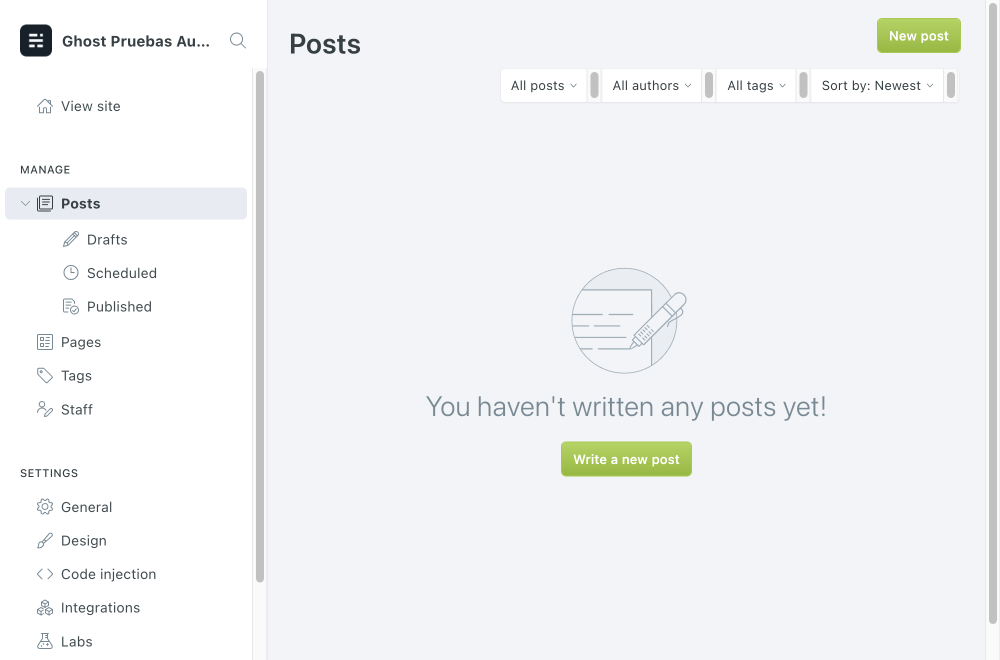 Ghost Pruebas Au...
View site
MANAGE
Posts
Drafts
Scheduled
Published
Pages
Tags
Staff
SETTINGS
General
Design
Code injection
Integrations
Labs
Posts
New post
All posts
All authors
All tags
Sort by: Newest
You haven't written any posts yet!
Write a new post